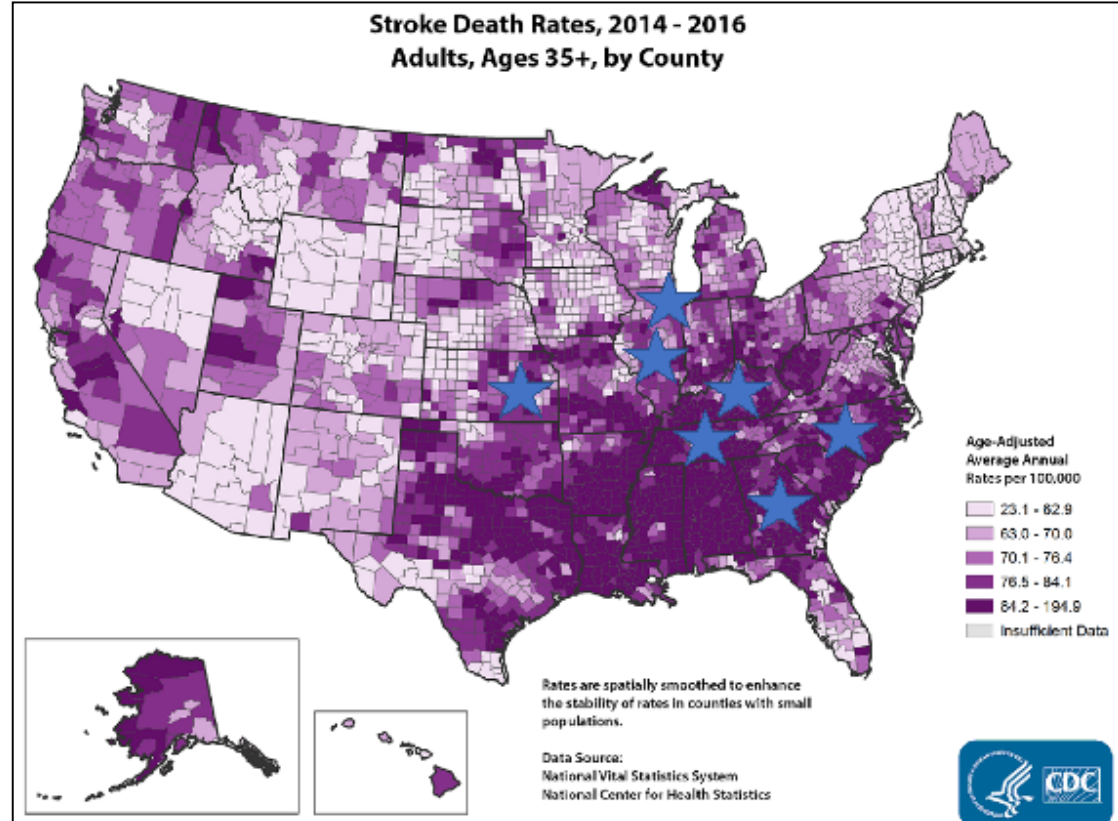 Stroke Death Rates, 2014 - 2016
Adults, Ages 35+, by County
Age-Adjusted
Average Annual
Rates per 100,000
23.1 - 62.9
63.0 - 70.0
70.1 - 76.4
76.5 - 84.1
84.2 - 194.9
Insufficient Data
Rates are spatially smoothed to enhance
the stability of rates in counties with small
populations.
Data Source:
National Vital Statistics System
National Center for Health Statistics
CDC